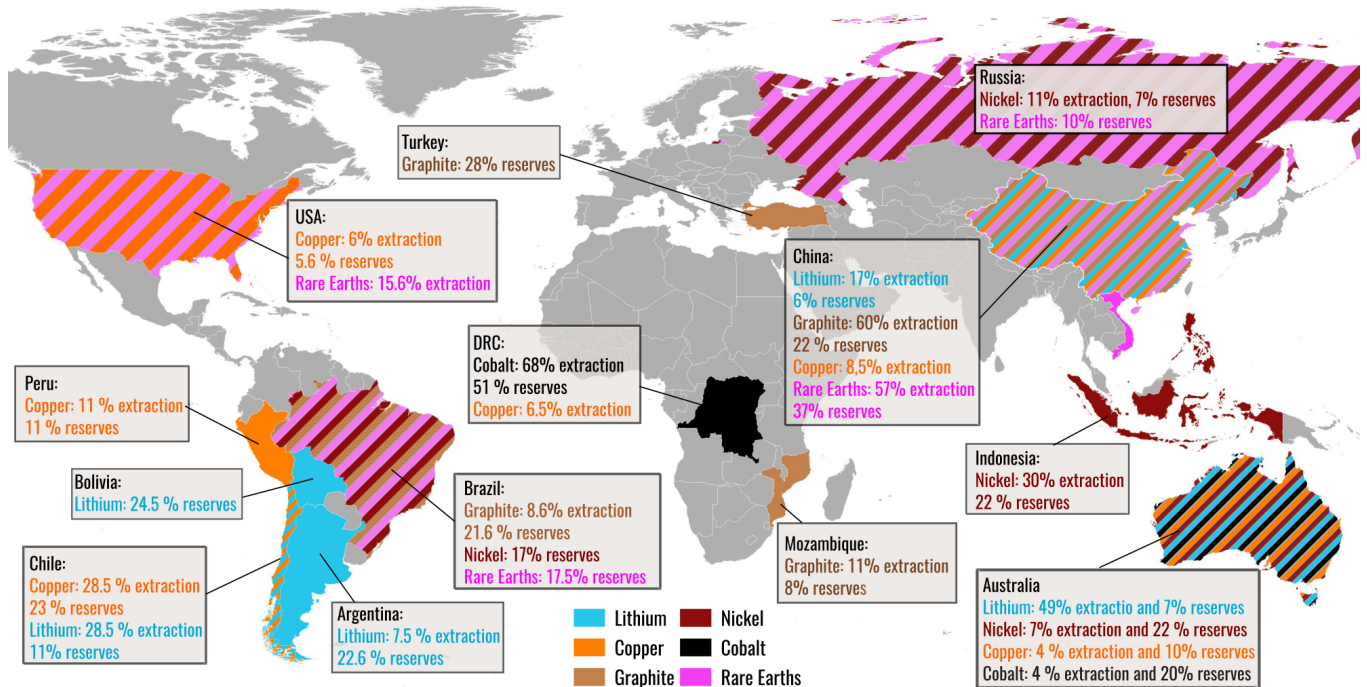 Russia:
Nickel: 11% extraction, 7% reserves
Rare Earths: 10% reserves
Turkey:
Graphite: 28% reserves
USA:
Copper: 6% extraction
5.6 % reserves
Rare Earths: 15.6% extraction
China:
Lithium: 17% extraction
6% reserves
Graphite: 60% extraction
22 % reserves
Copper: 8,5% extraction
Rare Earths: 57% extraction
37% reserves
DRC:
Cobalt: 68% extraction
51 % reserves
Copper: 6.5% extraction
Peru:
Copper: 11 % extraction
11 % reserves
Bolivia:
Lithium: 24.5 % reserves
Brazil:
Graphite: 8.6% extraction
21.6 % reserves
Nickel: 17% reserves
Rare Earths: 17.5% reserves
Indonesia:
Nickel: 30% extraction
22 % reserves
Mozambique:
Graphite: 11% extraction
8% reserves
Chile:
Copper: 28.5 % extraction
23 % reserves
Lithium: 28.5 % extraction
11% reserves
Argentina:
Lithium: 7.5 % extraction
22.6 % reserves
Australia
Lithium: 49% extractio and 7% reserves
Nickel: 7% extraction and 22 % reserves
Copper: 4 % extraction and 10% reserves
Cobalt: 4 % extraction and 20% reserves
Lithium
Copper
Graphite
Nickel
Cobalt
Rare Earths